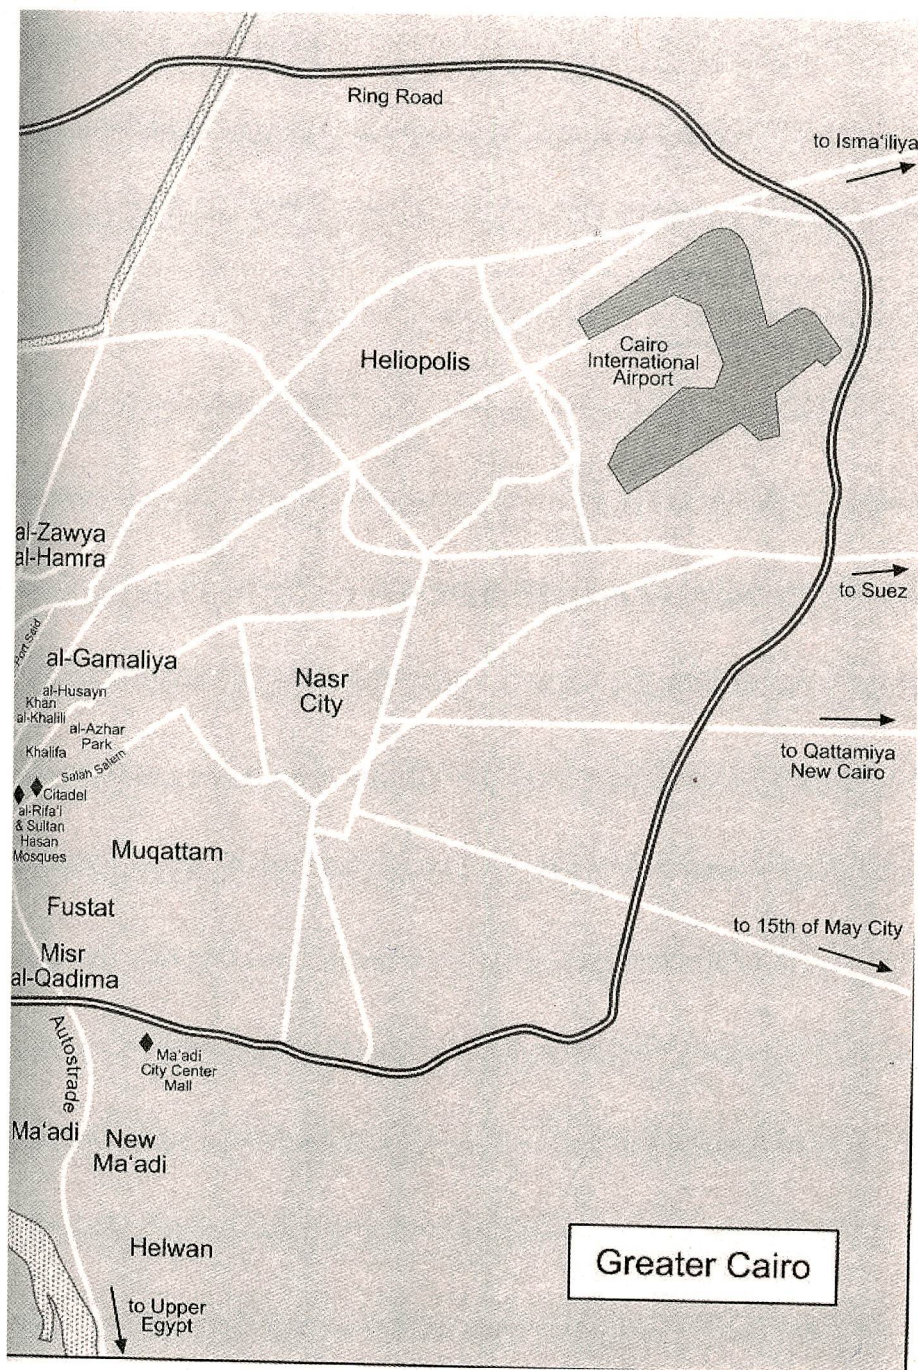 Ring Road
to Isma‘iliya
Heliopolis
Cairo
International
Airport
al-Zawya
al-Hamra
to Suez
Port Said
al-Gamaliya
Nasr
City
al-Husayn
Khan
al-Khalili
al-Azhar
Park
Khalifa
Salah Salem
to Qattamiya
New Cairo
Citadel
al-Rifa‘i
& Sultan
Hasan
Mosques
Muqattam
Fustat
to 15th of May City
Misr
al-Qadima
Autostrade
Ma‘adi
City Center
Mall
Ma‘adi
New
Ma‘adi
Helwan
Greater Cairo
to Upper
Egypt